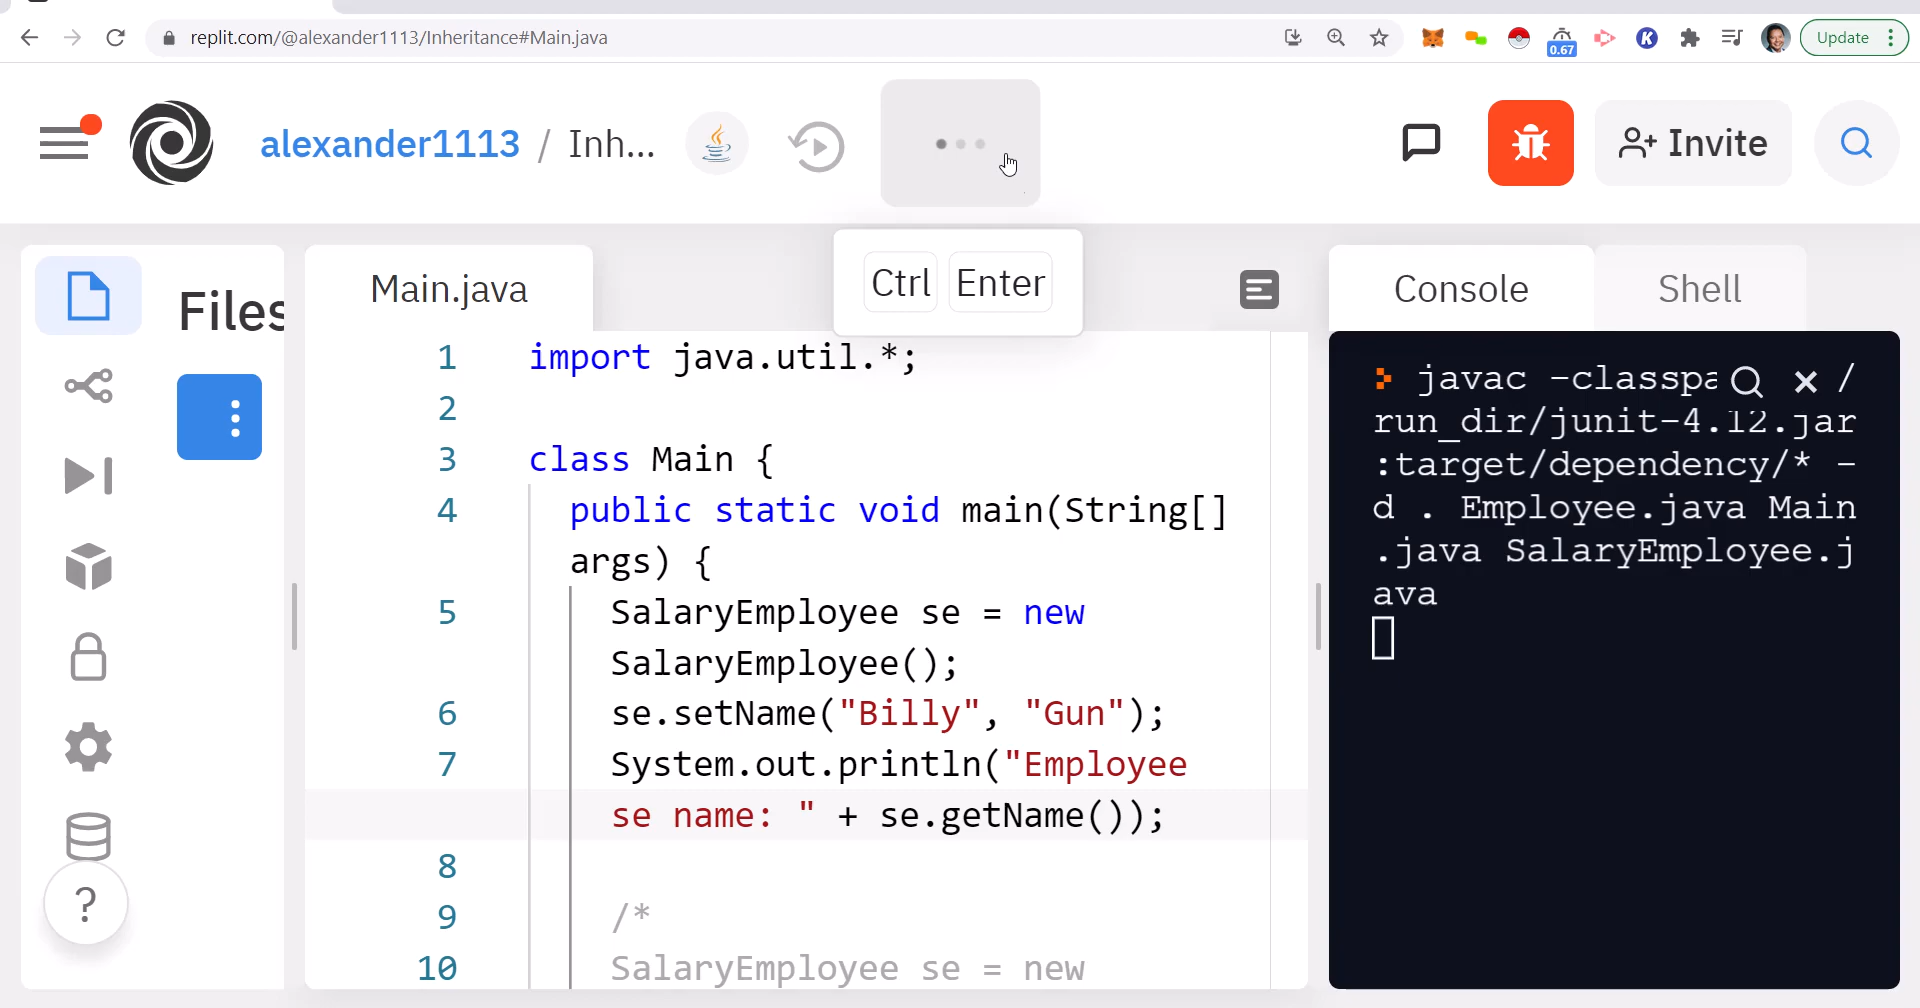 replit.com/@alexander1113/Inheritance#Main.java
0.67
K
Update
alexander1113 / Inh...
Invite
Ctrl Enter
Files
Main.java
Console
Shell
1 import java.util.*;
2
3 class Main {
4 public static void main(String[]
args) {
5 SalaryEmployee se = new
SalaryEmployee();
6 se.setName("Billy", "Gun");
7 System.out.println("Employee
se name: " + se.getName());
8
9 /*
10 SalaryEmployee se = new
javac -classpa /
run_dir/junit-4.12.jar
:target/dependency/* -
d . Employee.java Main
.java SalaryEmployee.j
ava
?